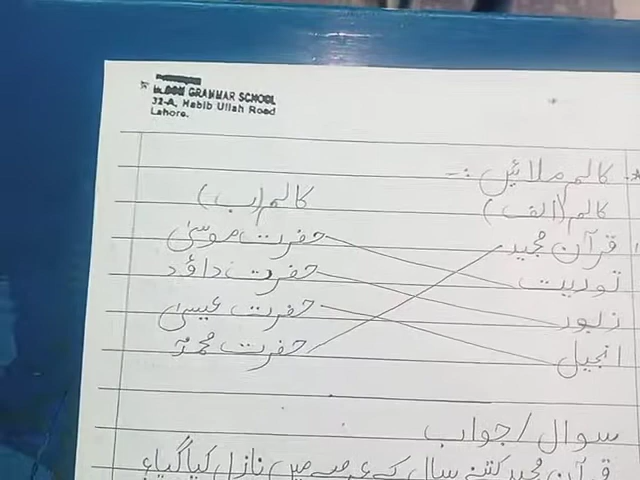 GRAMMAR SCHOOL
32-A, Habib Ullah Road
Lahore.
* کالم ملائیں :-
کالم (الف) کالم (ب)
قرآن مجید حضرت موسیٰ
توریت حضرت داؤد
زبور حضرت عیسیٰ
انجیل حضرت محمدؐ
سوال / جواب
قرآن مجید کتنے سال کے عرصے میں نازل کیا گیا؟